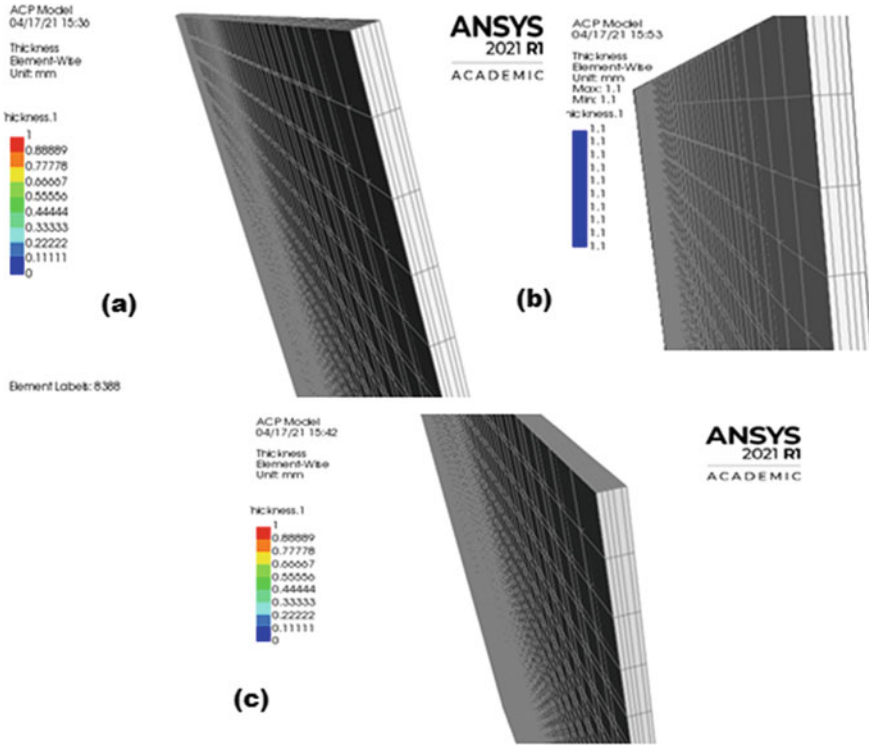 ACP Model
04/17/21 15:36
Thickness
Element-Wise
Unit: mm
hickness.1
1
0.88889
0.77778
0.66667
0.55556
0.44444
0.33333
0.22222
0.11111
0
(a)
Element Labels: 8388
ANSYS
2021 R1
ACADEMIC
ACP Model
04/17/21 15:53
Thickness
Element-Wise
Unit: mm
Max: 1.1
Min: 1.1
hickness.1
1.1
1.1
1.1
1.1
1.1
1.1
1.1
1.1
1.1
1.1
(b)
ACP Model
04/17/21 15:42
Thickness
Element-Wise
Unit: mm
hickness.1
1
0.88889
0.77778
0.66667
0.55556
0.44444
0.33333
0.22222
0.11111
0
(c)
ANSYS
2021 R1
ACADEMIC